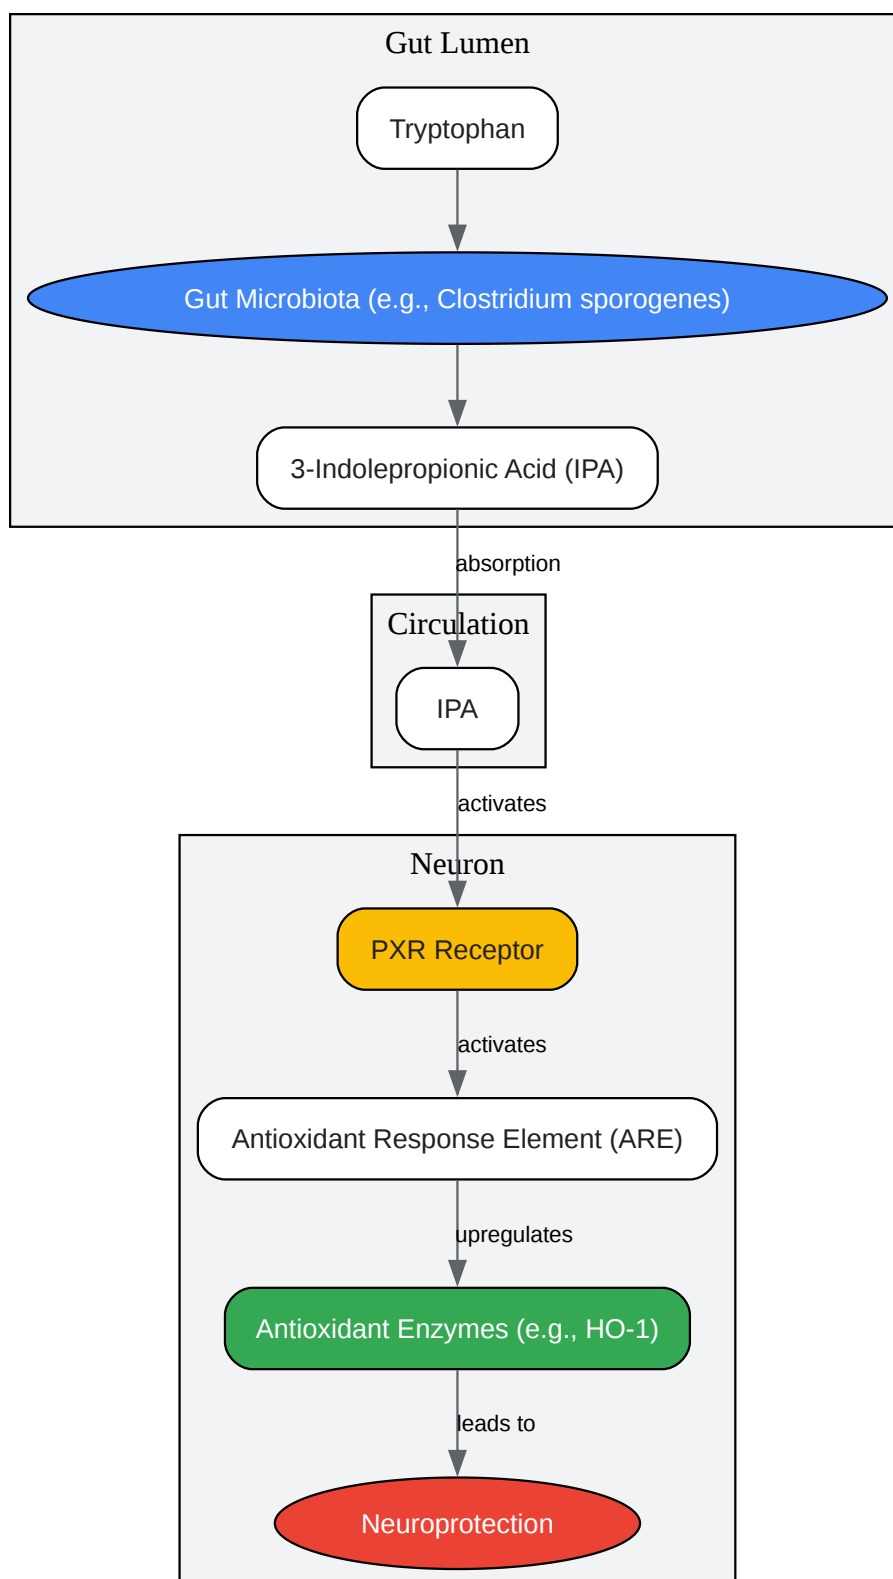 Gut Lumen
Tryptophan
Gut Microbiota (e.g., Clostridium sporogenes)
3-Indolepropionic Acid (IPA)
absorption
Circulation
IPA
activates
Neuron
PXR Receptor
activates
Antioxidant Response Element (ARE)
upregulates
Antioxidant Enzymes (e.g., HO-1)
leads to
Neuroprotection